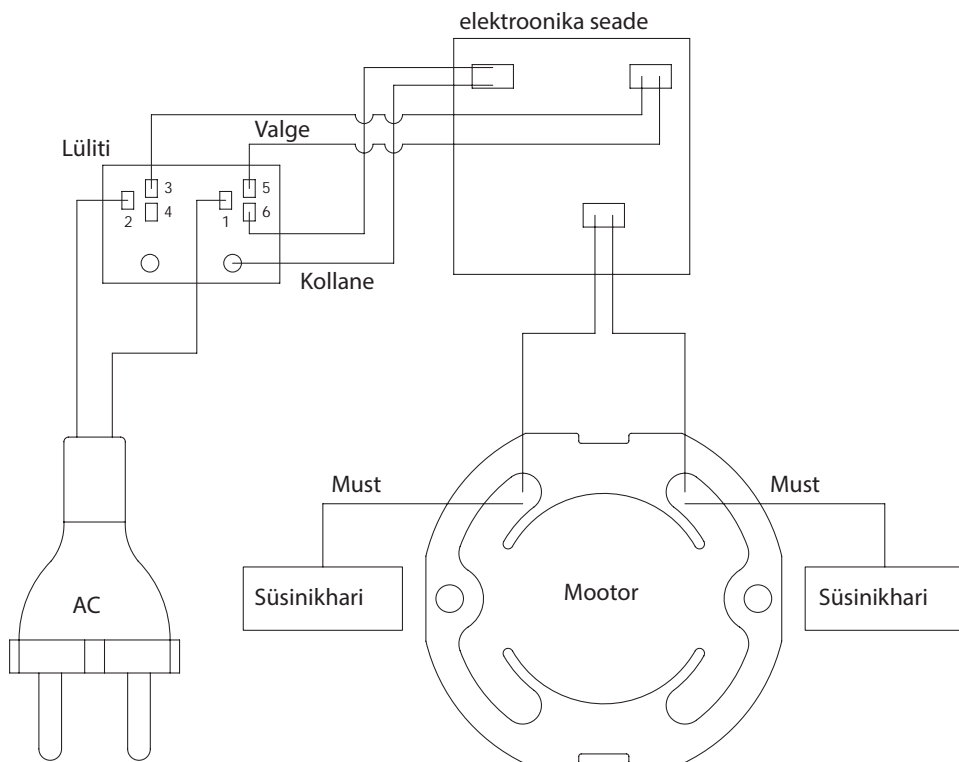 elektroonika seade
Valge
Lüliti
3
5
4
6
2
1
Kollane
Must
Must
AC
Süsinikhari
Mootor
Süsinikhari